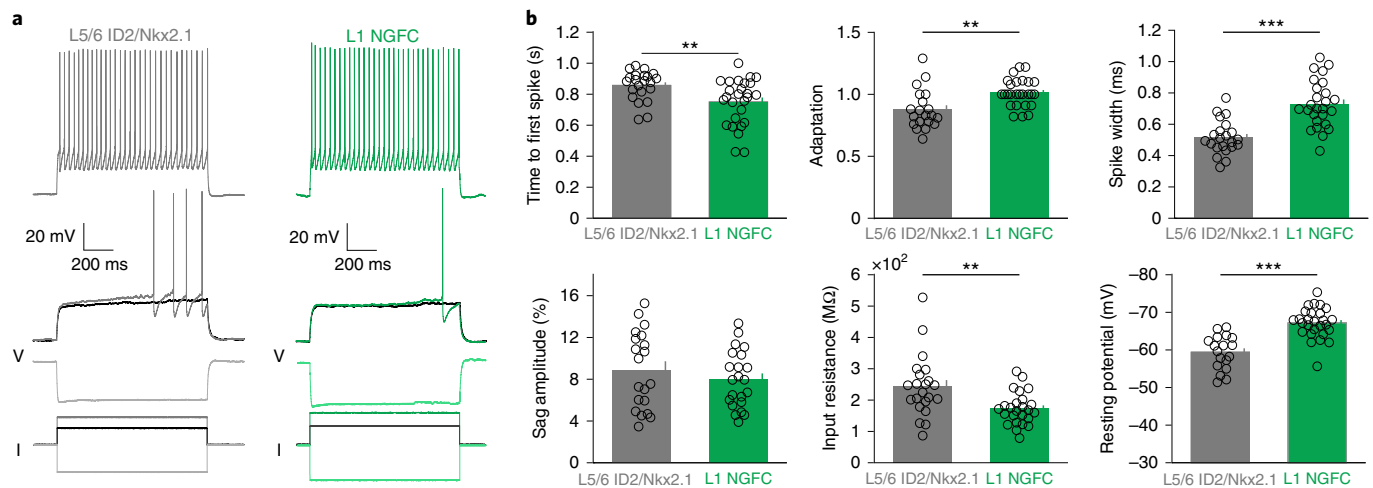 a
L5/6 ID2/Nkx2.1
L1 NGFC
20 mV
200 ms
20 mV
200 ms
V
V
I
I
b
Time to first spike (s)
1.2
1.0
0.8
0.6
0.4
0.2
0
**
L5/6 ID2/Nkx2.1 L1 NGFC
Adaptation
1.5
1.0
0.5
0
**
L5/6 ID2/Nkx2.1 L1 NGFC
Spike width (ms)
1.2
1.0
0.8
0.6
0.4
0.2
0
***
L5/6 ID2/Nkx2.1 L1 NGFC
Sag amplitude (%)
16
12
8
4
0
L5/6 ID2/Nkx2.1 L1 NGFC
Input resistance (MΩ)
×10²
6
5
4
3
2
1
0
**
L5/6 ID2/Nkx2.1 L1 NGFC
Resting potential (mV)
−80
−70
−60
−50
−40
−30
***
L5/6 ID2/Nkx2.1 L1 NGFC